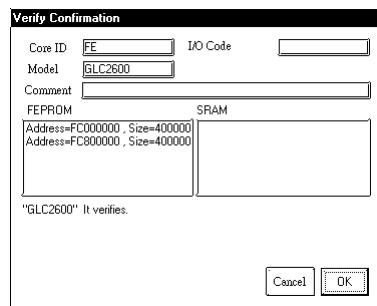 Verify Confirmation
Core ID FE I/O Code
Model GLC2600
Comment
FEPROM SRAM
Address=FC000000 , Size=400000
Address=FC800000 , Size=400000
"GLC2600" It verifies.
Cancel OK